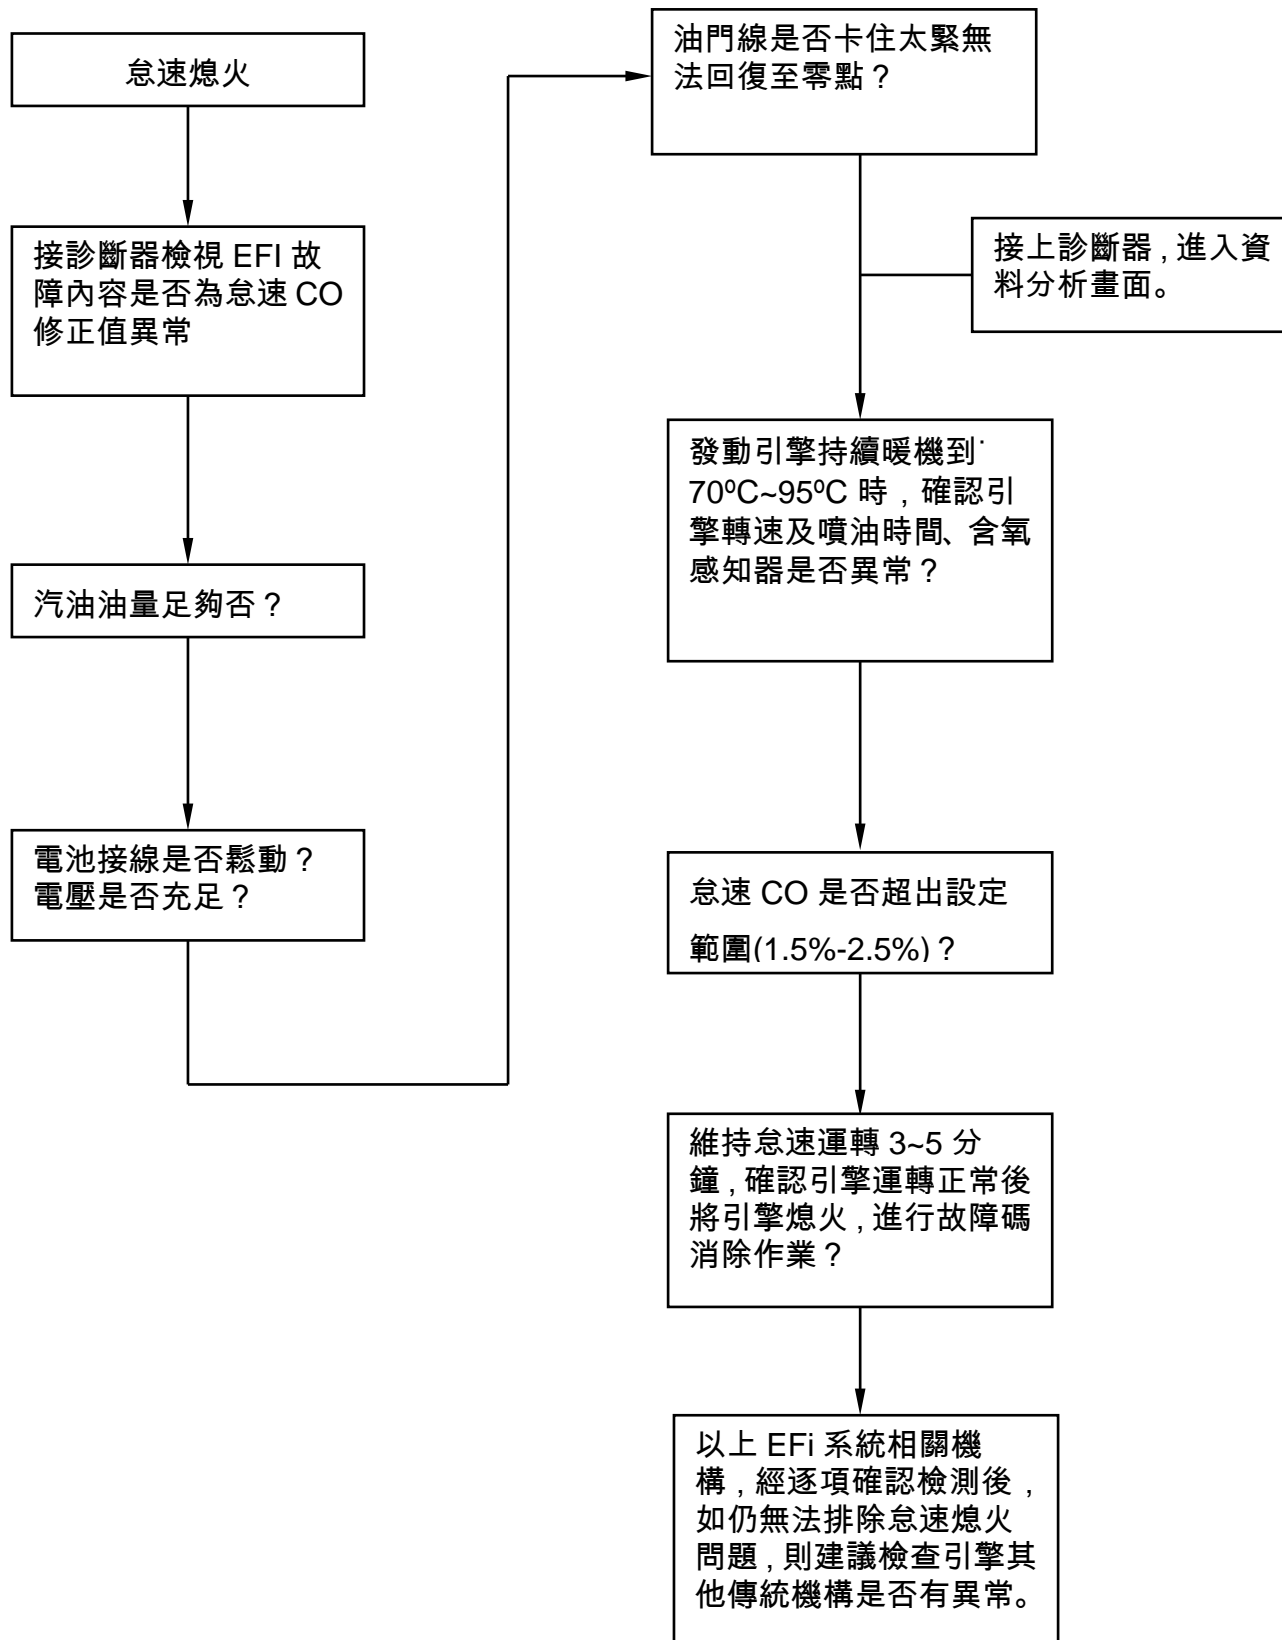 怠速熄火
接診斷器檢視 EFI 故
障內容是否為怠速 CO
修正值異常
汽油油量足夠否？
電池接線是否鬆動？
電壓是否充足？
油門線是否卡住太緊無
法回復至零點？
接上診斷器，進入資
料分析畫面。
發動引擎持續暖機到˙
70ºC~95ºC 時，確認引
擎轉速及噴油時間、含氧
感知器是否異常？
怠速 CO 是否超出設定
範圍(1.5%-2.5%)？
維持怠速運轉 3~5 分
鐘，確認引擎運轉正常後
將引擎熄火，進行故障碼
消除作業？
以上 EFi 系統相關機
構，經逐項確認檢測後，
如仍無法排除怠速熄火
問題，則建議檢查引擎其
他傳統機構是否有異常。